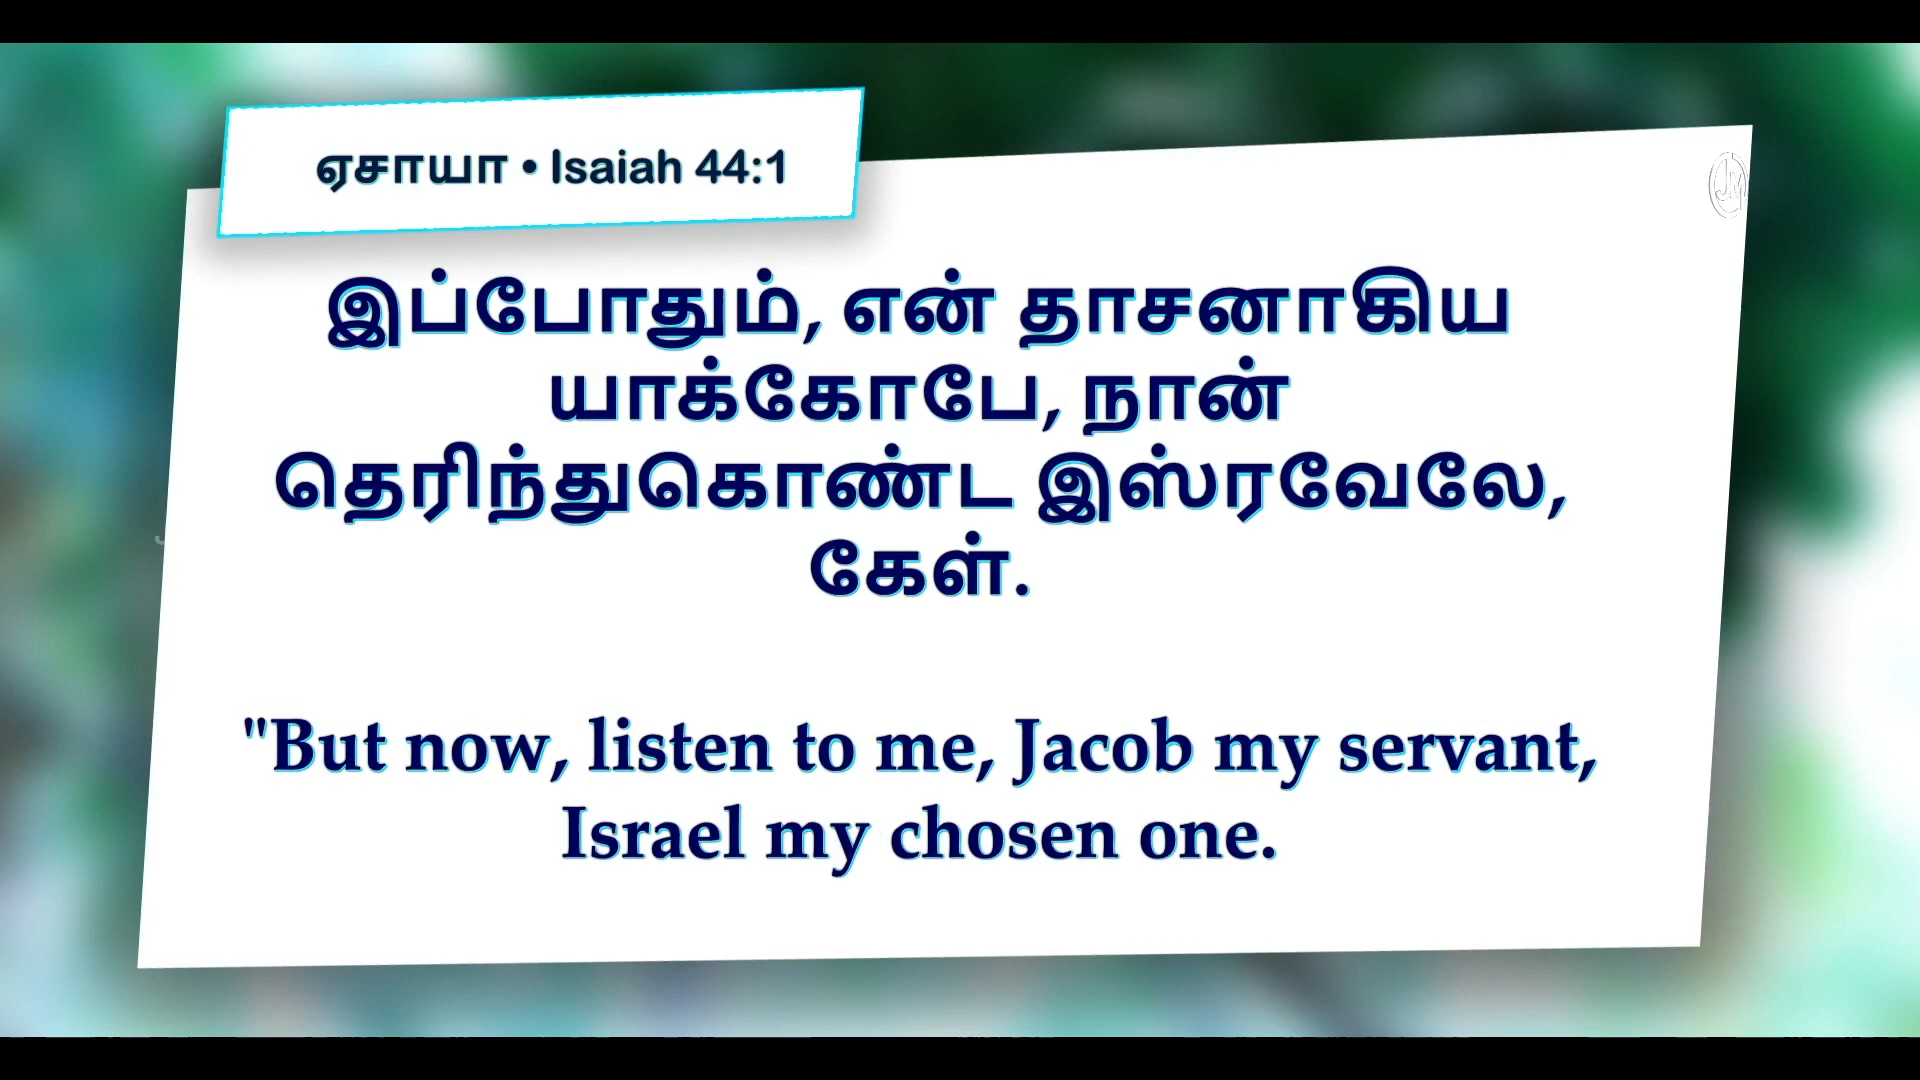 ஏசாயா • Isaiah 44:1
இப்போதும், என் தாசனாகிய
யாக்கோபே, நான்
தெரிந்துகொண்ட இஸ்ரவேலே,
கேள்.
"But now, listen to me, Jacob my servant,
Israel my chosen one.